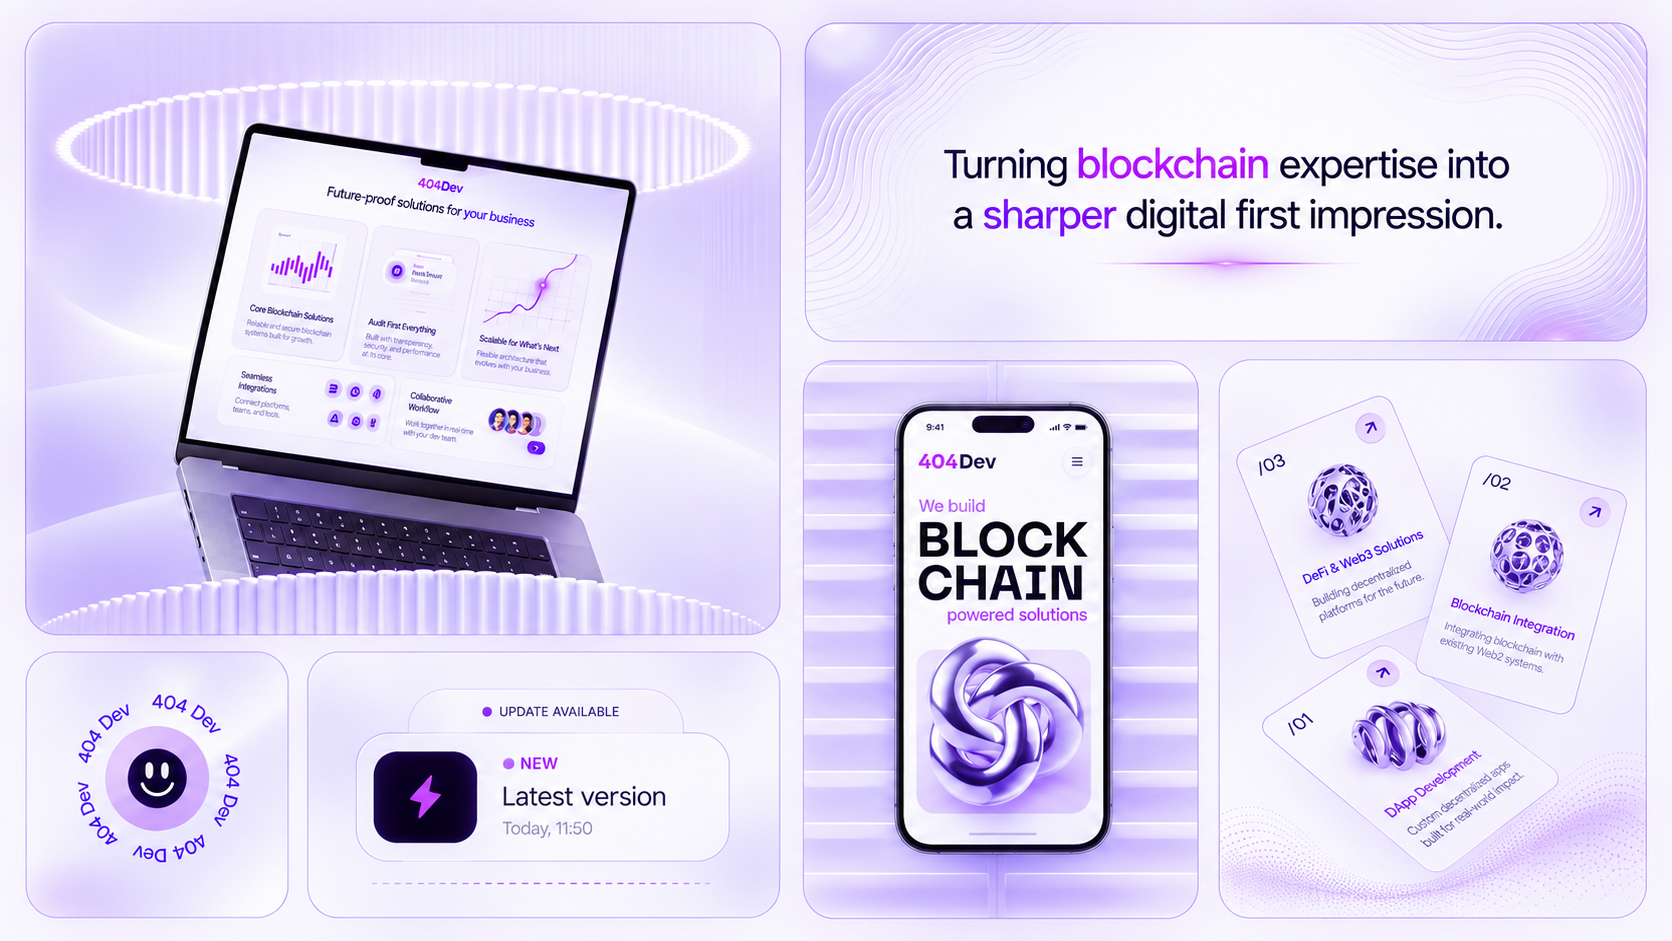 404Dev
Future-proof solutions for your business
Core Blockchain Solutions
Reliable and secure blockchain
systems built for growth.
Audit First Everything
Built with transparency,
security, and performance
at its core.
Scalable for What's Next
Flexible architecture that
evolves with your business.
Seamless
Integrations
Connect platforms,
teams, and tools.
Collaborative
Workflow
Work together in real-time
with your dev team.
Turning blockchain expertise into
a sharper digital first impression.
404 Dev
404 Dev
404 Dev
404 Dev
404 Dev
UPDATE AVAILABLE
NEW
Latest version
Today, 11:50
9:41
404Dev
We build
BLOCK
CHAIN
powered solutions
/03
DeFi & Web3 Solutions
Building decentralized
platforms for the future.
/02
Blockchain Integration
Integrating blockchain with
existing Web2 systems.
/01
DApp Development
Custom decentralized apps
built for real-world impact.